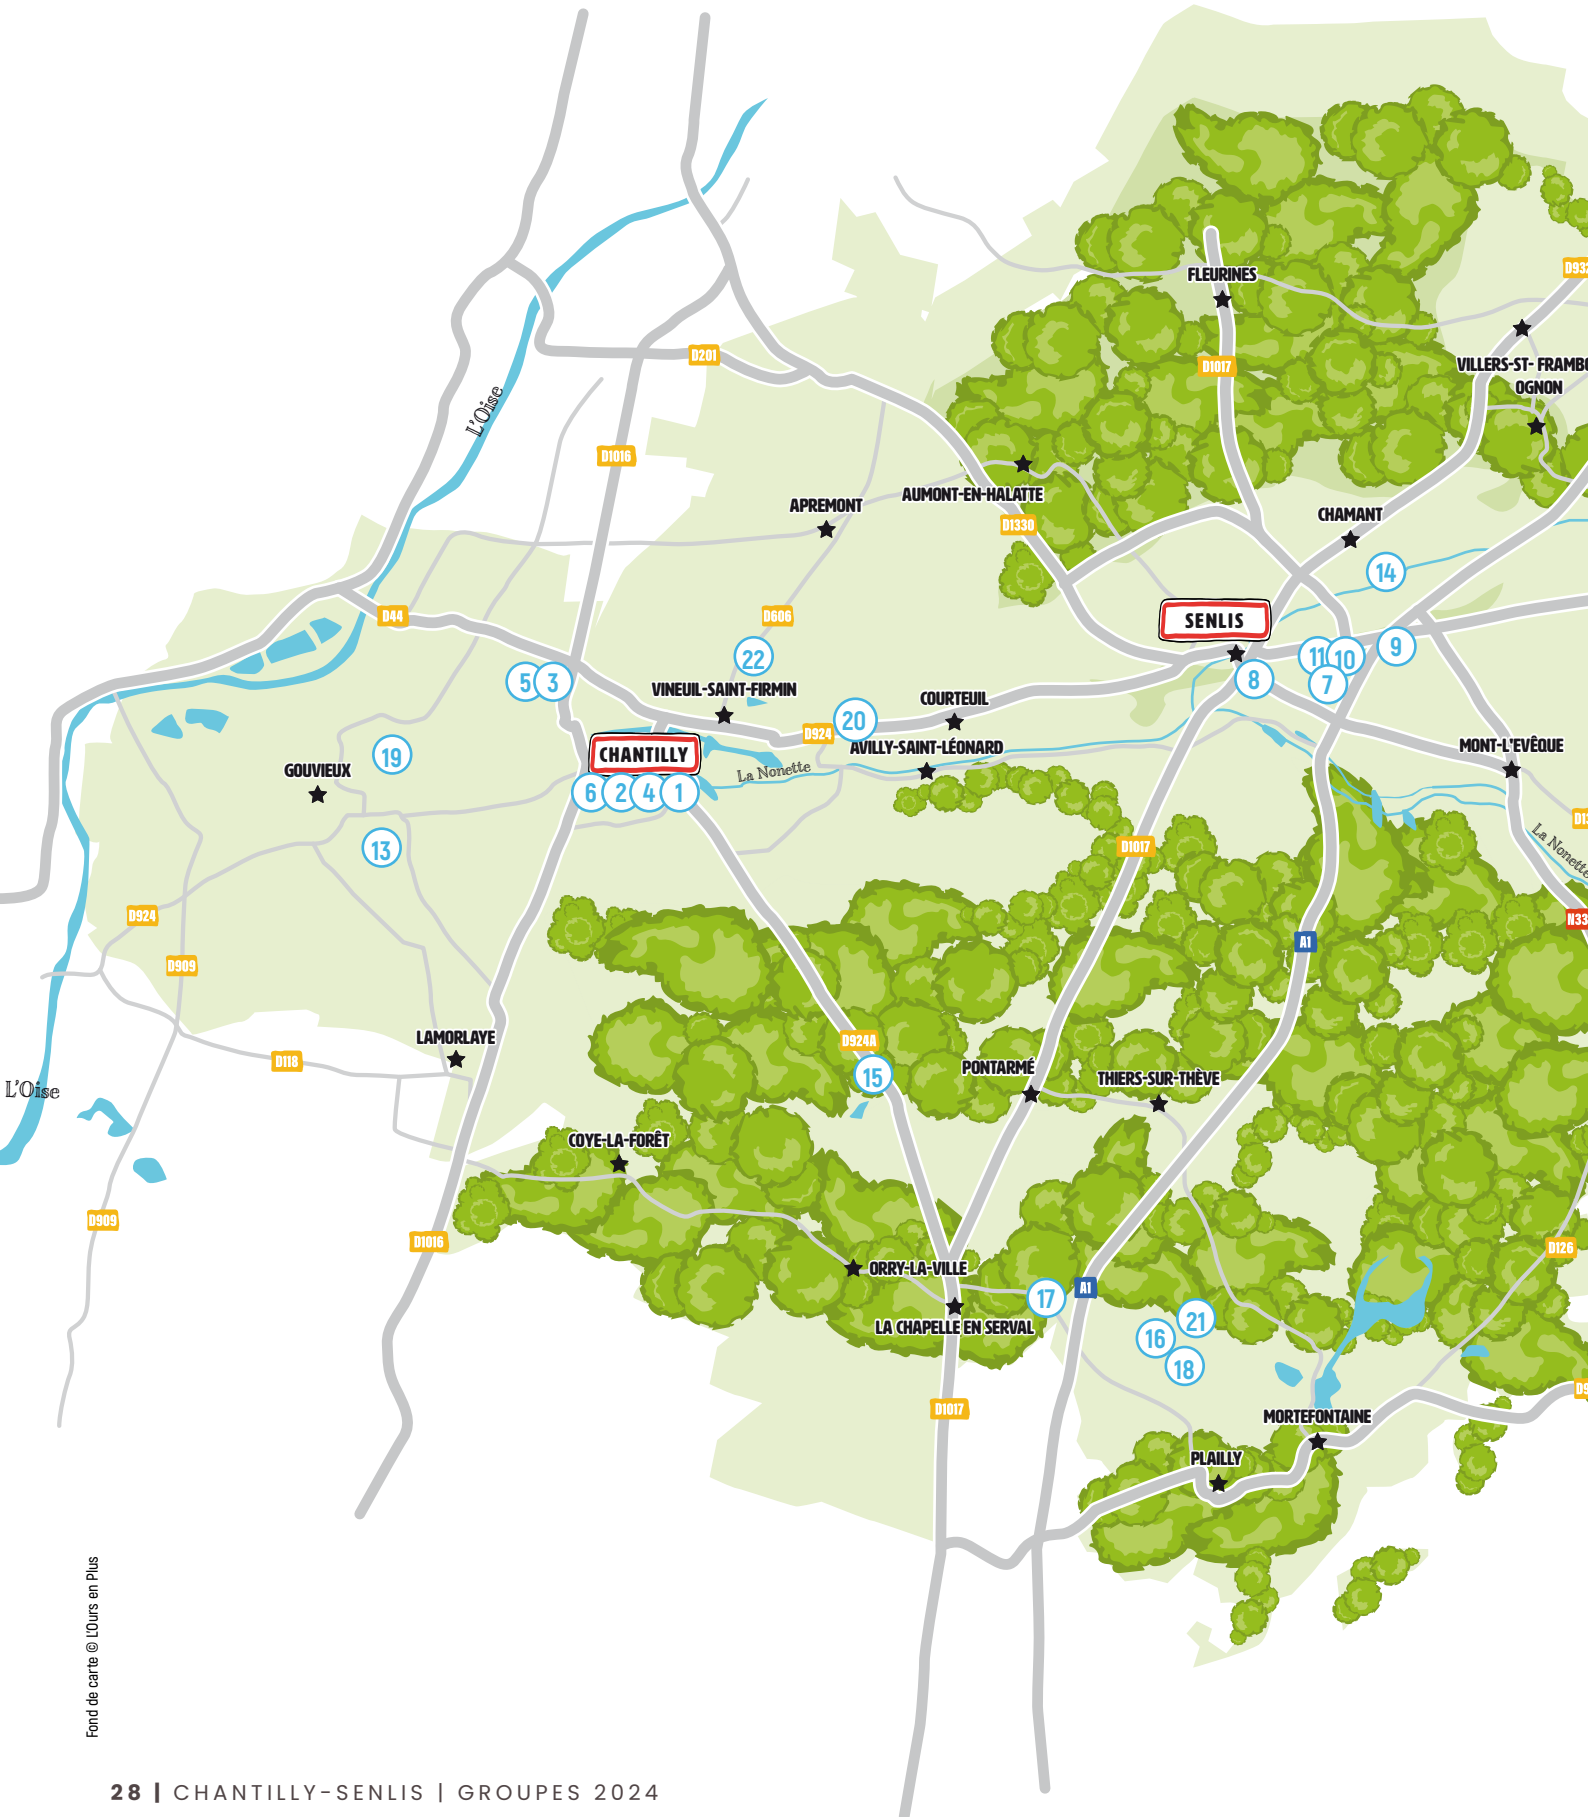 FLEURINES
D932
D201
D1017
VILLERS-ST- FRAMBO
OGNON
L'Oise
D1016
AUMONT-EN-HALATTE
APREMONT
D1330
CHAMANT
14
D44
D606
SENLIS
22
11
10
9
5
3
8
7
VINEUIL-SAINT-FIRMIN
COURTEUIL
20
D924
AVILLY-SAINT-LÉONARD
MONT-L'EVÊQUE
CHANTILLY
19
GOUVIEUX
La Nonette
6
2
4
1
D13
13
D1017
La Nonette
D924
N33
A1
D909
LAMORLAYE
D924A
D118
15
PONTARMÉ
THIERS-SUR-THÈVE
L'Oise
COYE-LA-FORÊT
D909
D1016
D126
ORRY-LA-VILLE
A1
17
LA CHAPELLE EN SERVAL
21
16
18
D9
D1017
MORTEFONTAINE
PLAILLY
Fond de carte © L'Ours en Plus
28 | CHANTILLY-SENLIS | GROUPES 2024